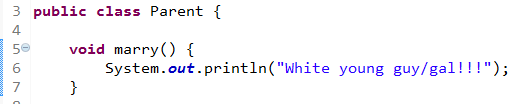 3 public class Parent {
4
5 void marry() {
6 System.out.println("White young guy/gal!!!");
7 }